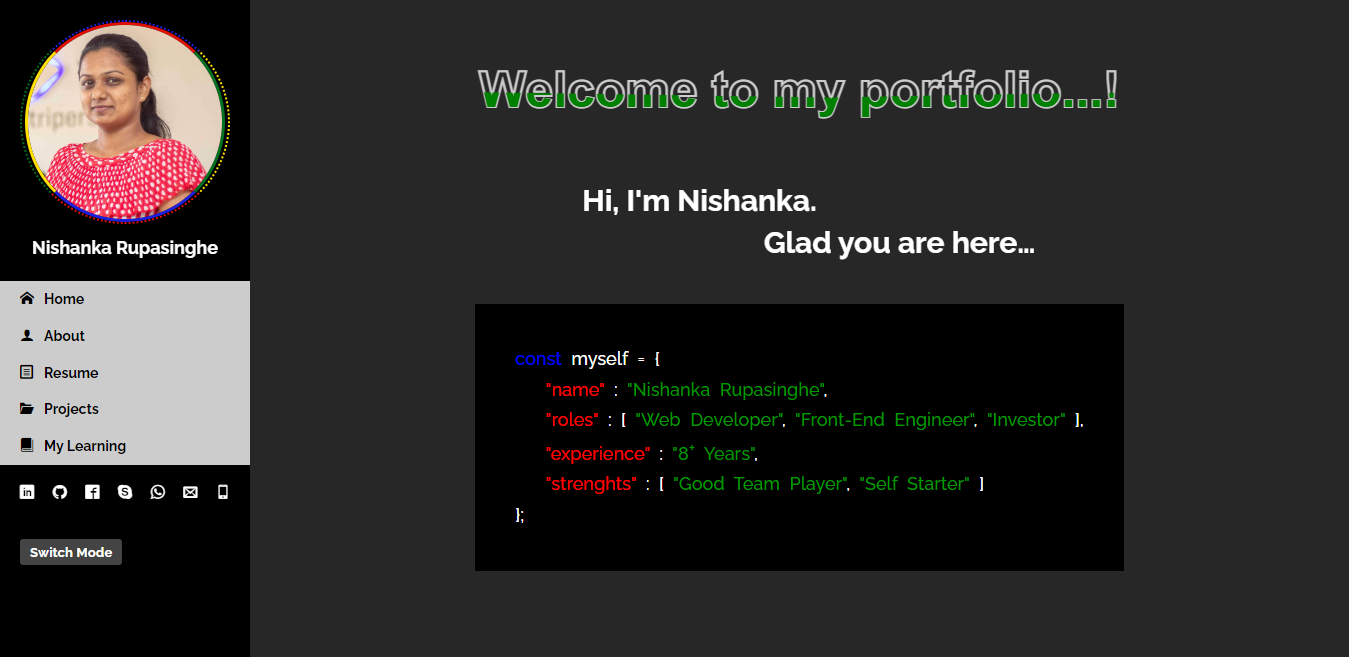 triper
Nishanka Rupasinghe
Home
About
Resume
Projects
My Learning
Switch Mode
Welcome to my portfolio...!
Hi, I'm Nishanka.
Glad you are here...
const myself = {
"name" : "Nishanka Rupasinghe",
"roles" : [ "Web Developer", "Front-End Engineer", "Investor" ],
"experience" : "8+ Years",
"strenghts" : [ "Good Team Player", "Self Starter" ]
};